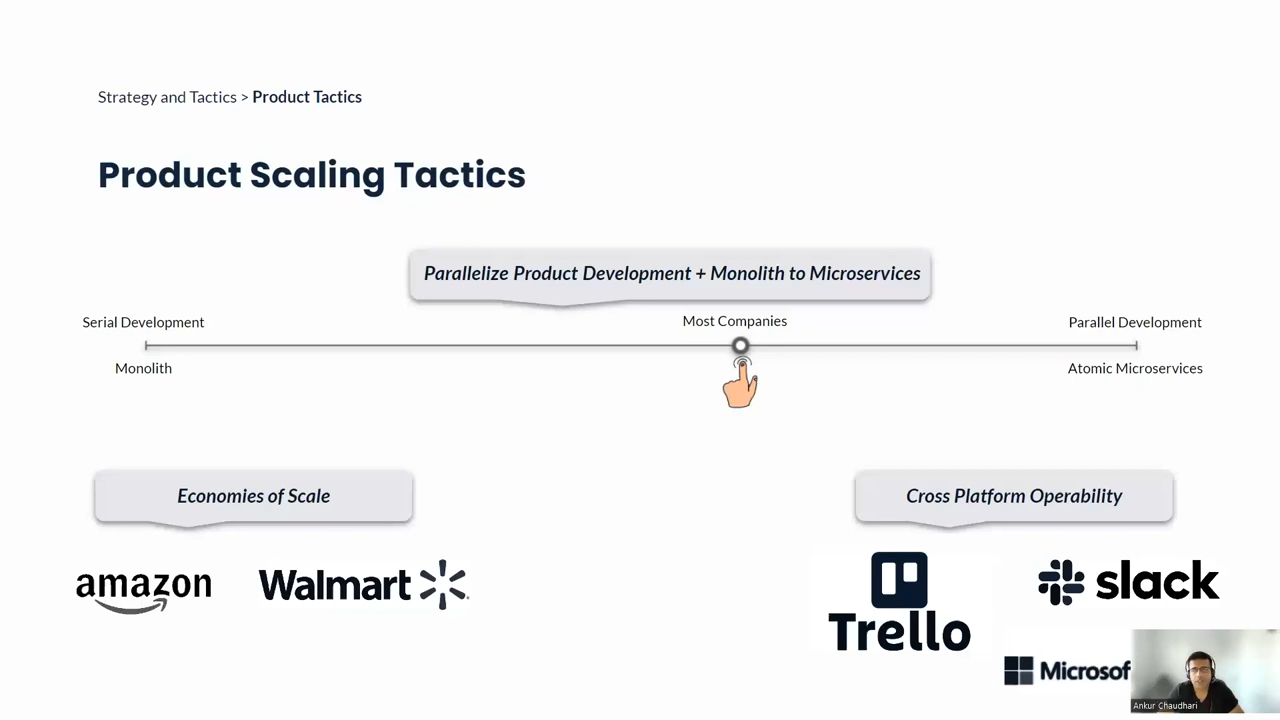 Strategy and Tactics > Product Tactics
Product Scaling Tactics
Parallelize Product Development + Monolith to Microservices
Serial Development
Most Companies
Parallel Development
Monolith
Atomic Microservices
Economies of Scale
Cross Platform Operability
amazon
Walmart
Trello
slack
Microsof
Ankur Chaudhari